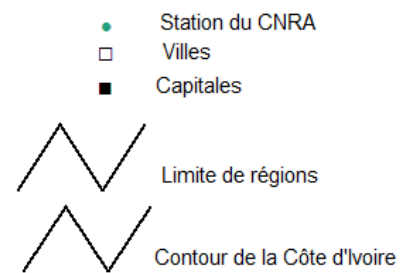 Station du CNRA
Villes
Capitales
Limite de régions
Contour de la Côte d'Ivoire